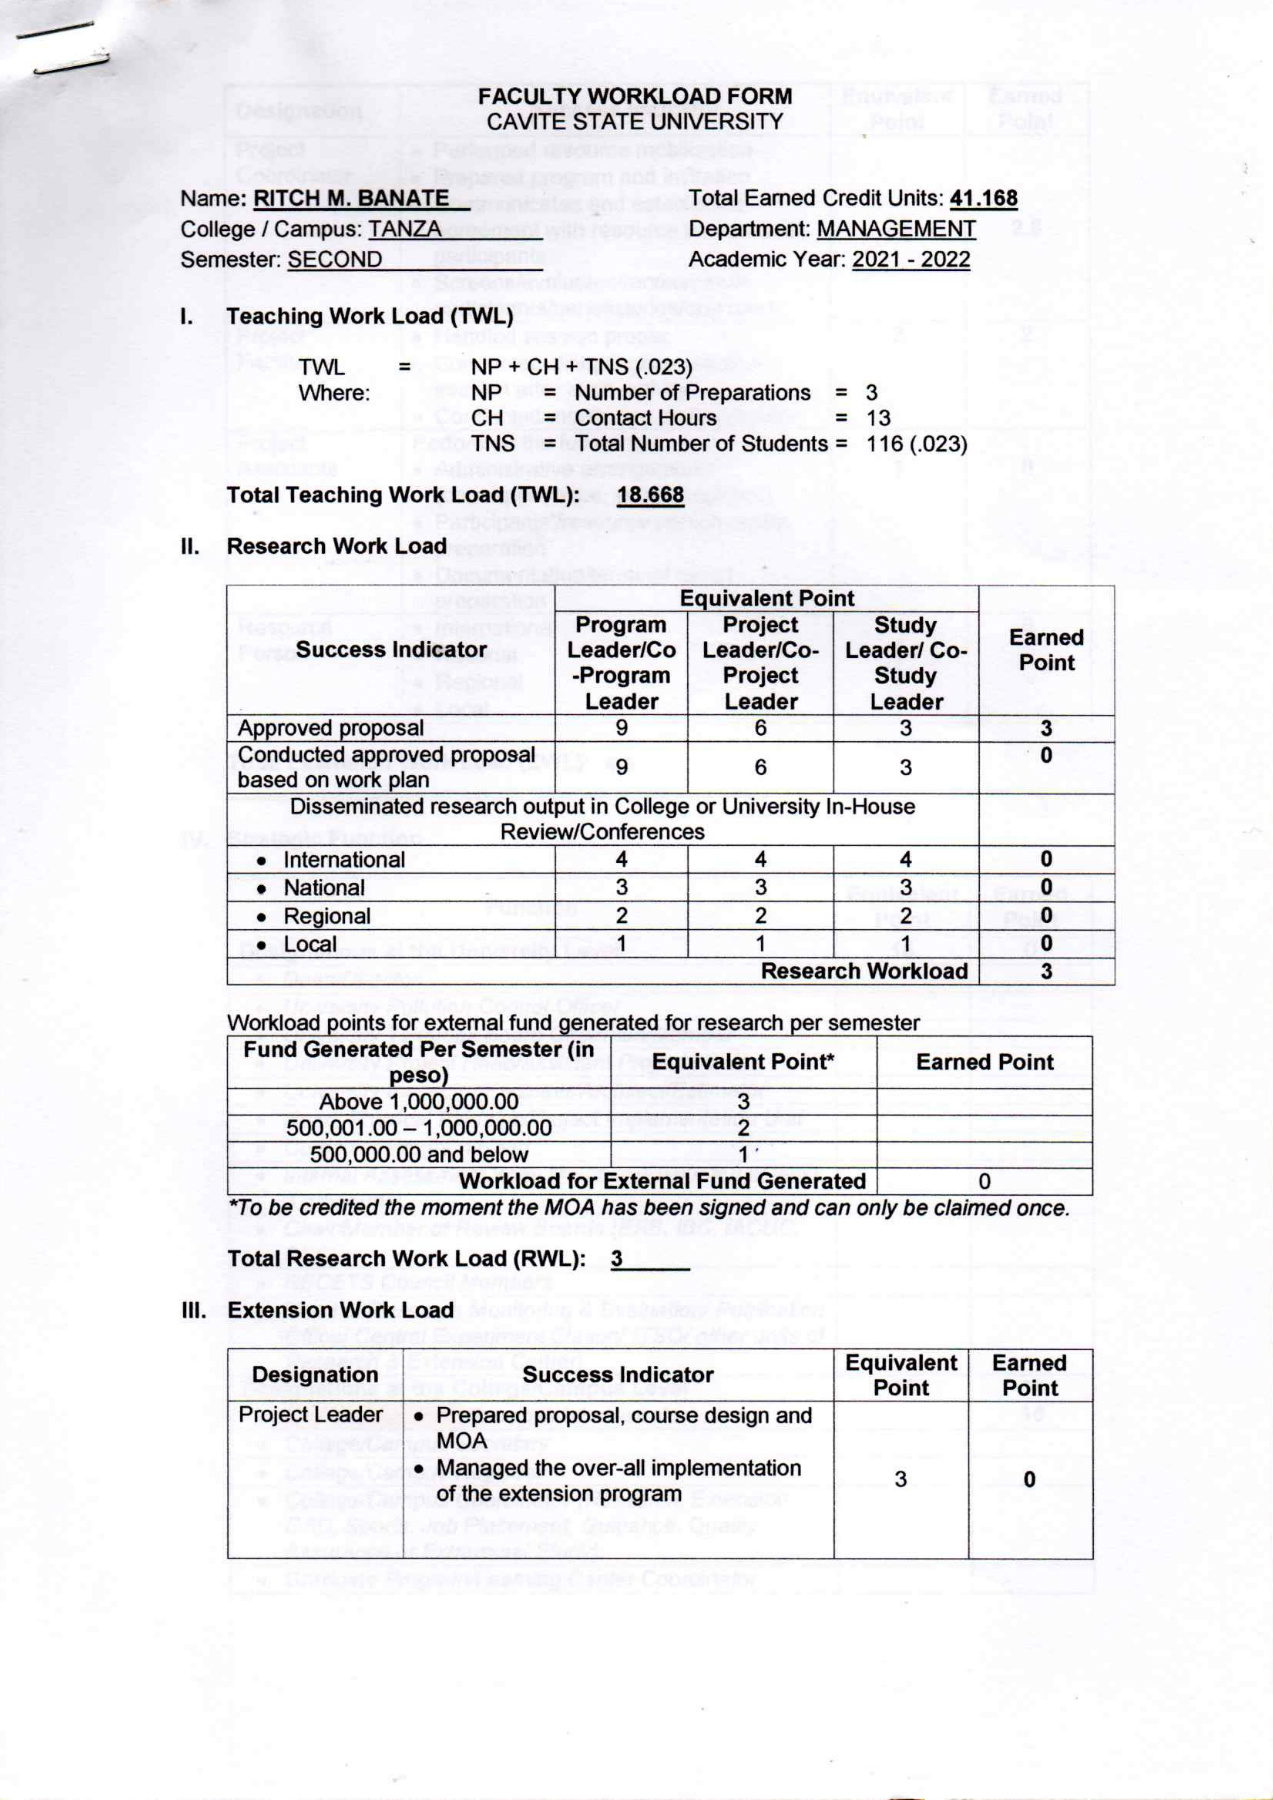 FACULTY WORKLOAD FORM
CAVITE STATE UNIVERSITY
Name: RITCH M. BANATE Total Earned Credit Units: 41.168
College / Campus: TANZA Department: MANAGEMENT
Semester: SECOND Academic Year: 2021 - 2022
I. Teaching Work Load (TWL)
TWL = NP + CH + TNS (.023)
Where: NP = Number of Preparations = 3
CH = Contact Hours = 13
TNS = Total Number of Students = 116 (.023)
Total Teaching Work Load (TWL): 18.668
II. Research Work Load
Success Indicator
Equivalent Point
Program
Leader/Co
-Program
Leader
Project
Leader/Co-
Project
Leader
Study
Leader/ Co-
Study
Leader
Earned
Point
Approved proposal 9 6 3 3
Conducted approved proposal
based on work plan 9 6 3 0
Disseminated research output in College or University In-House
Review/Conferences
• International 4 4 4 0
• National 3 3 3 0
• Regional 2 2 2 0
• Local 1 1 1 0
Research Workload 3
Workload points for external fund generated for research per semester
Fund Generated Per Semester (in
peso)
Equivalent Point*
Earned Point
Above 1,000,000.00 3
500,001.00 – 1,000,000.00 2
500,000.00 and below 1
Workload for External Fund Generated 0
*To be credited the moment the MOA has been signed and can only be claimed once.
Total Research Work Load (RWL): 3
III. Extension Work Load
Designation
Success Indicator
Equivalent
Point
Earned
Point
Project Leader
• Prepared proposal, course design and
MOA
• Managed the over-all implementation
of the extension program
3
0